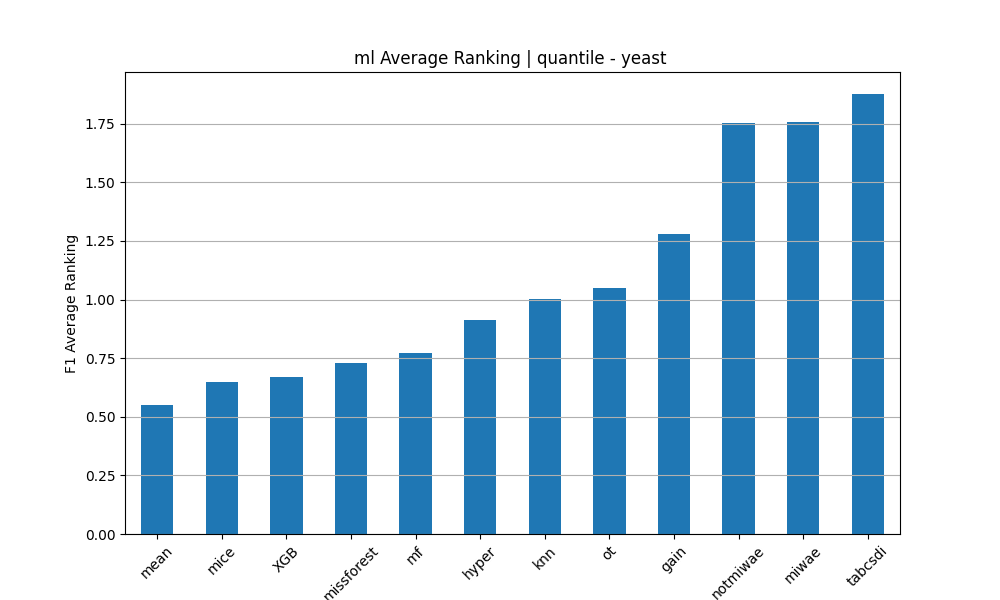 ml Average Ranking | quantile - yeast
F1 Average Ranking
1.75
1.50
1.25
1.00
0.75
0.50
0.25
0.00
mean
mice
XGB
missforest
mf
hyper
knn
ot
gain
notmiwae
miwae
tabcsdi